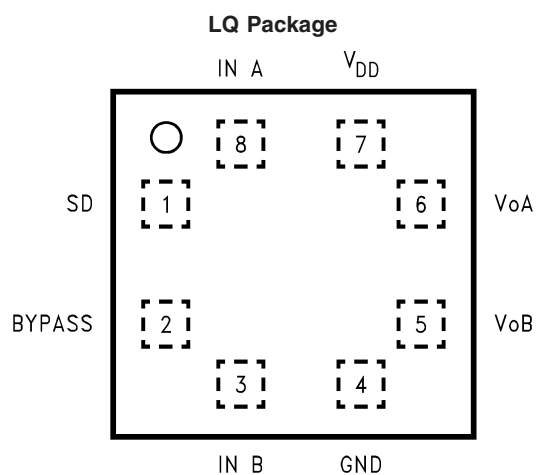 LQ Package
IN A VDD
8 7
SD 1 6 VoA
BYPASS 2 5 VoB
3 4
IN B GND